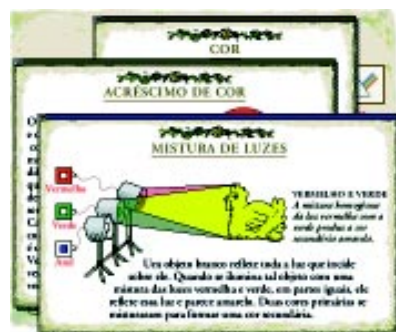 COR
ACRÉSCIMO DE COR
MISTURA DE LUZES
Vermelho
Verde
Azul
VERMELHO E VERDE
A mistura homogênea
da luz vermelha com a
verde produz a cor
secundária amarela.
Um objeto branco reflete toda a luz que incide
sobre ele. Quando se ilumina tal objeto com uma
mistura das luzes vermelha e verde, em partes iguais, ele
reflete essa luz e parece amarelo. Duas cores primárias se
misturaram para formar uma cor secundária.